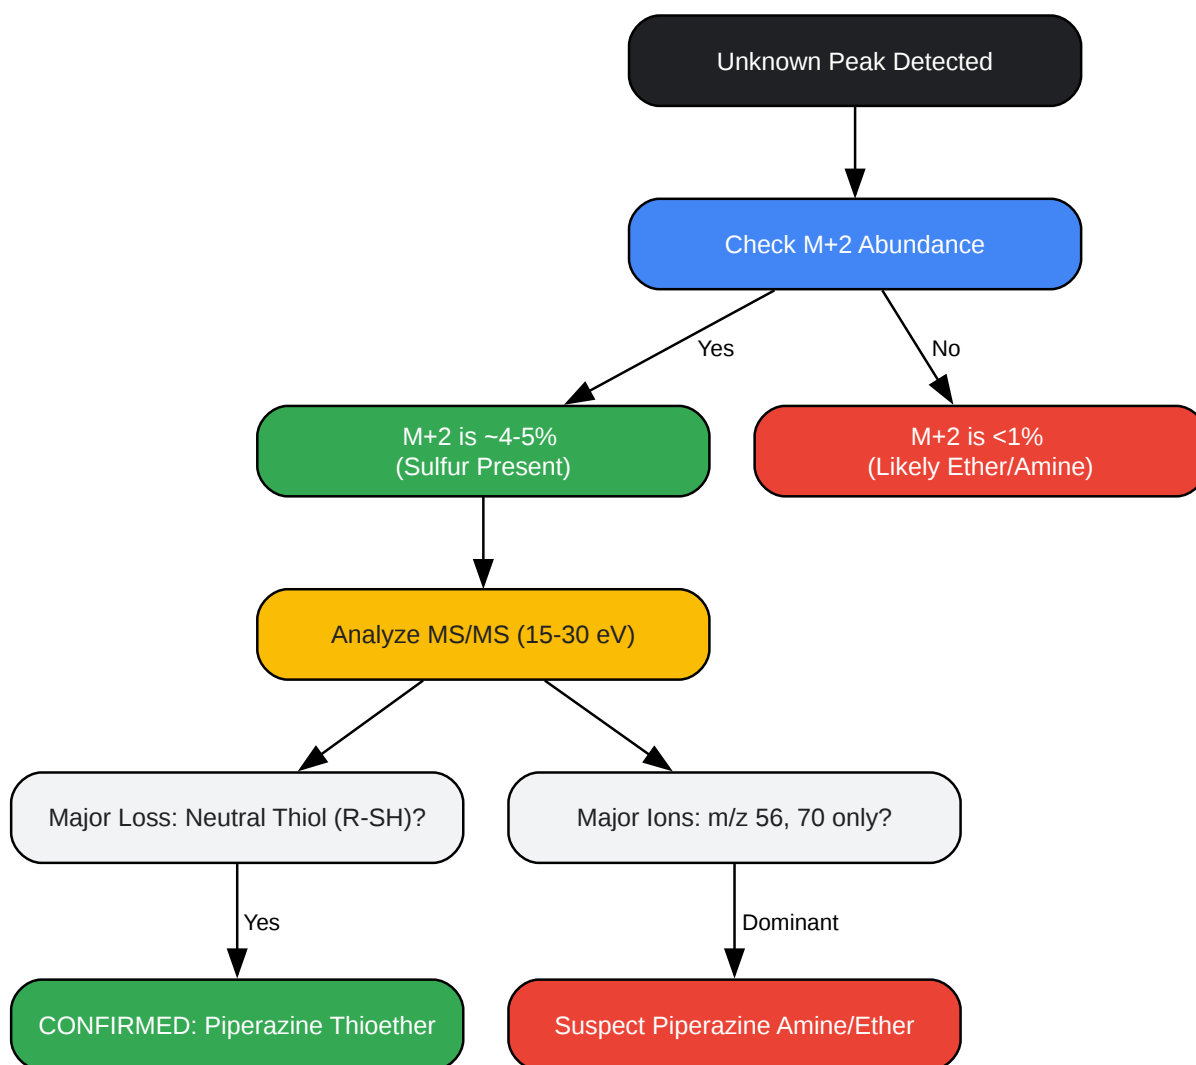 Unknown Peak Detected
Check M+2 Abundance
Yes
No
M+2 is ~4-5%
(Sulfur Present)
M+2 is <1%
(Likely Ether/Amine)
Analyze MS/MS (15-30 eV)
Major Loss: Neutral Thiol (R-SH)?
Major Ions: m/z 56, 70 only?
Yes
Dominant
CONFIRMED: Piperazine Thioether
Suspect Piperazine Amine/Ether